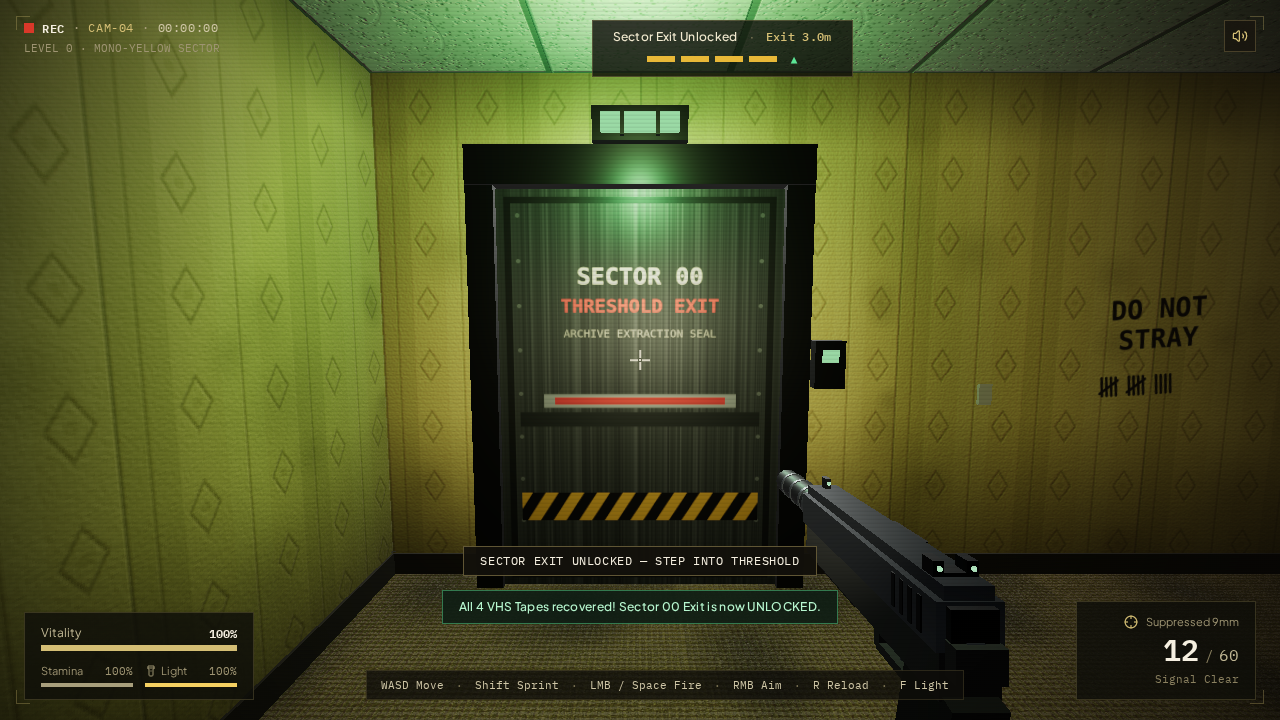 REC · CAM-04 · 00:00:00
LEVEL 0 · MONO-YELLOW SECTOR
Sector Exit Unlocked · Exit 3.0m
SECTOR 00
THRESHOLD EXIT
ARCHIVE EXTRACTION SEAL
DO NOT
STRAY
SECTOR EXIT UNLOCKED — STEP INTO THRESHOLD
All 4 VHS Tapes recovered! Sector 00 Exit is now UNLOCKED.
Vitality 100%
Stamina 100% Light 100%
WASD Move · Shift Sprint · LMB / Space Fire · RMB Aim · R Reload · F Light
Suppressed 9mm
12 / 60
Signal Clear